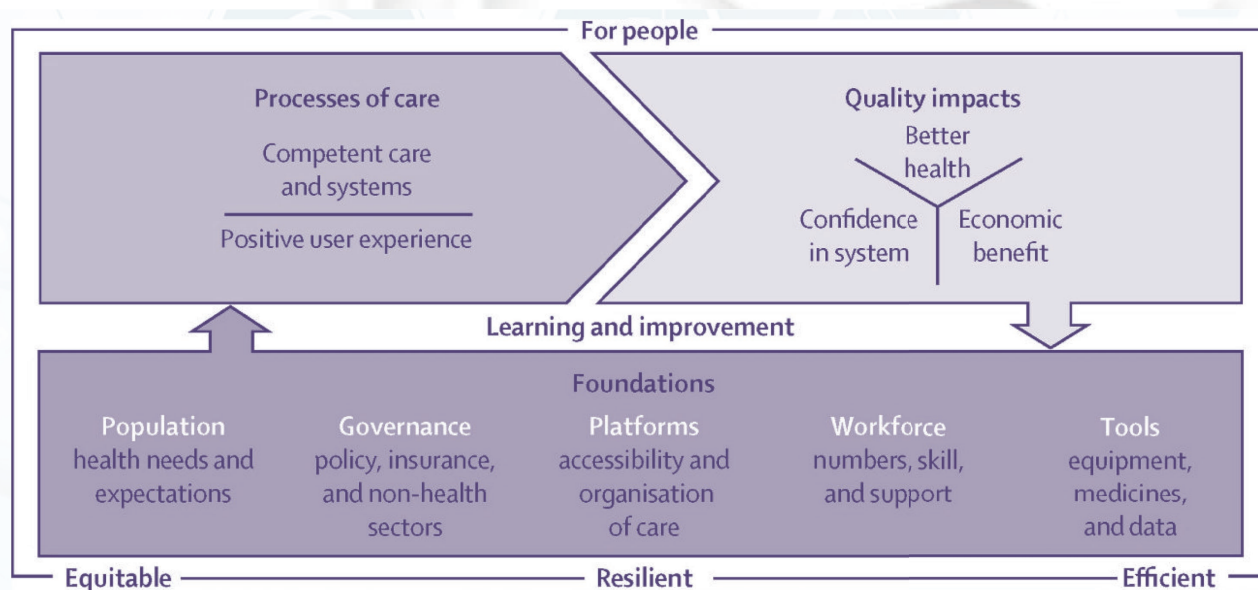 For people
Processes of care
Competent care
and systems
Positive user experience
Quality impacts
Better
health
Confidence
in system
Economic
benefit
Learning and improvement
Foundations
Population
health needs and
expectations
Governance
policy, insurance,
and non-health
sectors
Platforms
accessibility and
organisation
of care
Workforce
numbers, skill,
and support
Tools
equipment,
medicines,
and data
Equitable
Resilient
Efficient